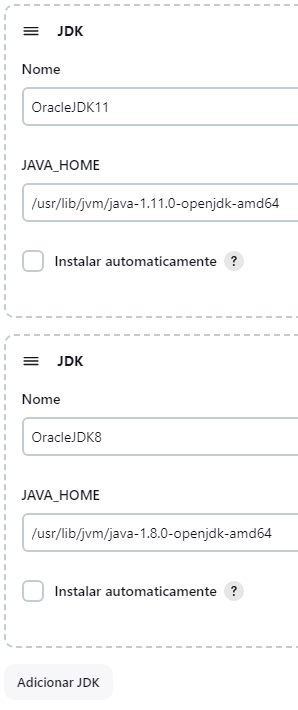 JDK
Nome
OracleJDK11
JAVA_HOME
/usr/lib/jvm/java-1.11.0-openjdk-amd64
Instalar automaticamente ?
JDK
Nome
OracleJDK8
JAVA_HOME
/usr/lib/jvm/java-1.8.0-openjdk-amd64
Instalar automaticamente ?
Adicionar JDK